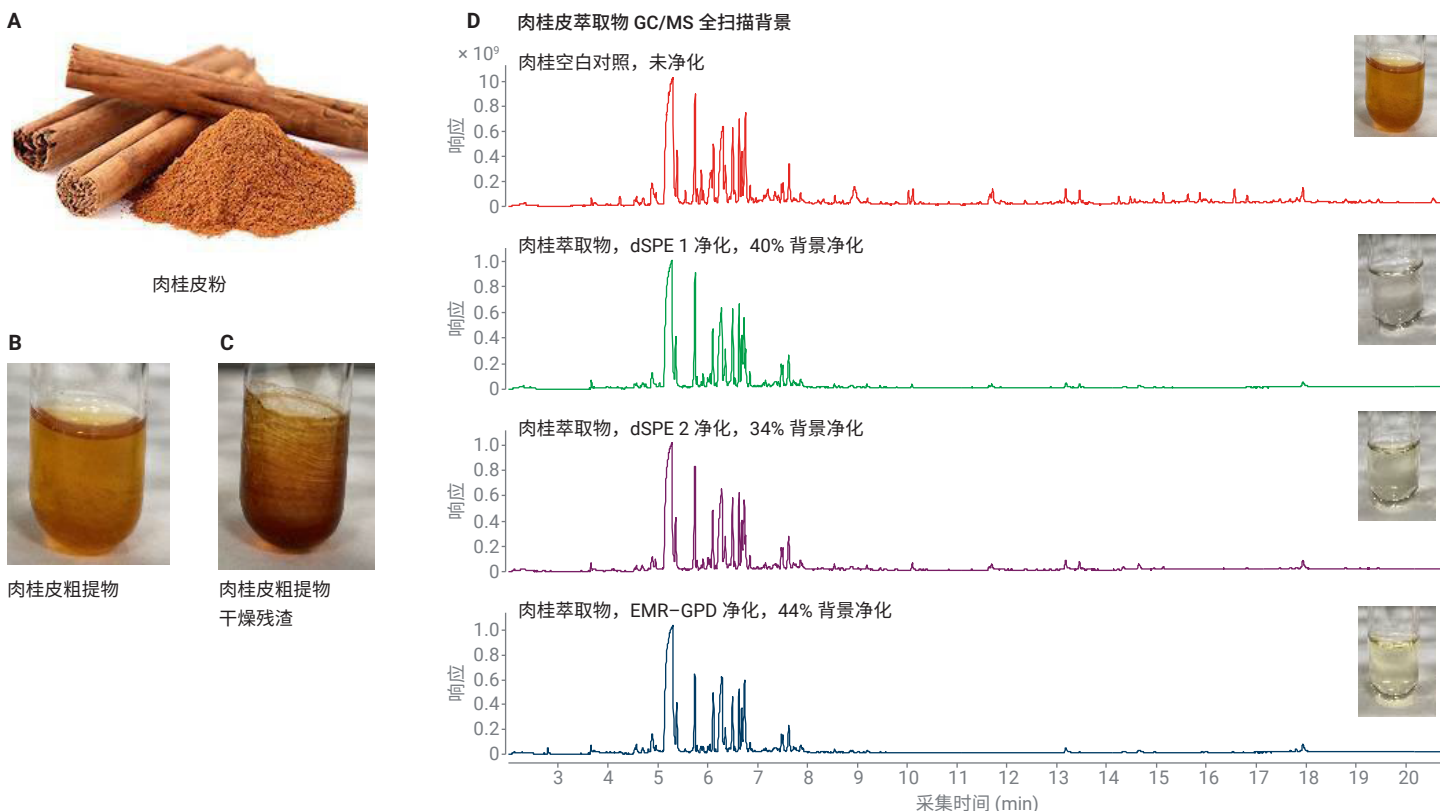 A
肉桂皮粉
B
肉桂皮粗提物
C
肉桂皮粗提物
干燥残渣
D 肉桂皮萃取物 GC/MS 全扫描背景
× 10⁹
肉桂空白对照，未净化
响应
10
0.8
0.6
0.4
0.2
0
肉桂萃取物，dSPE 1 净化，40% 背景净化
响应
1.0
0.8
0.6
0.4
0.2
0
肉桂萃取物，dSPE 2 净化，34% 背景净化
响应
1.0
0.8
0.6
0.4
0.2
0
肉桂萃取物，EMR–GPD 净化，44% 背景净化
响应
1.0
0.8
0.6
0.4
0.2
0
3 4 5 6 7 8 9 10 11 12 13 14 15 16 17 18 19 20
采集时间 (min)